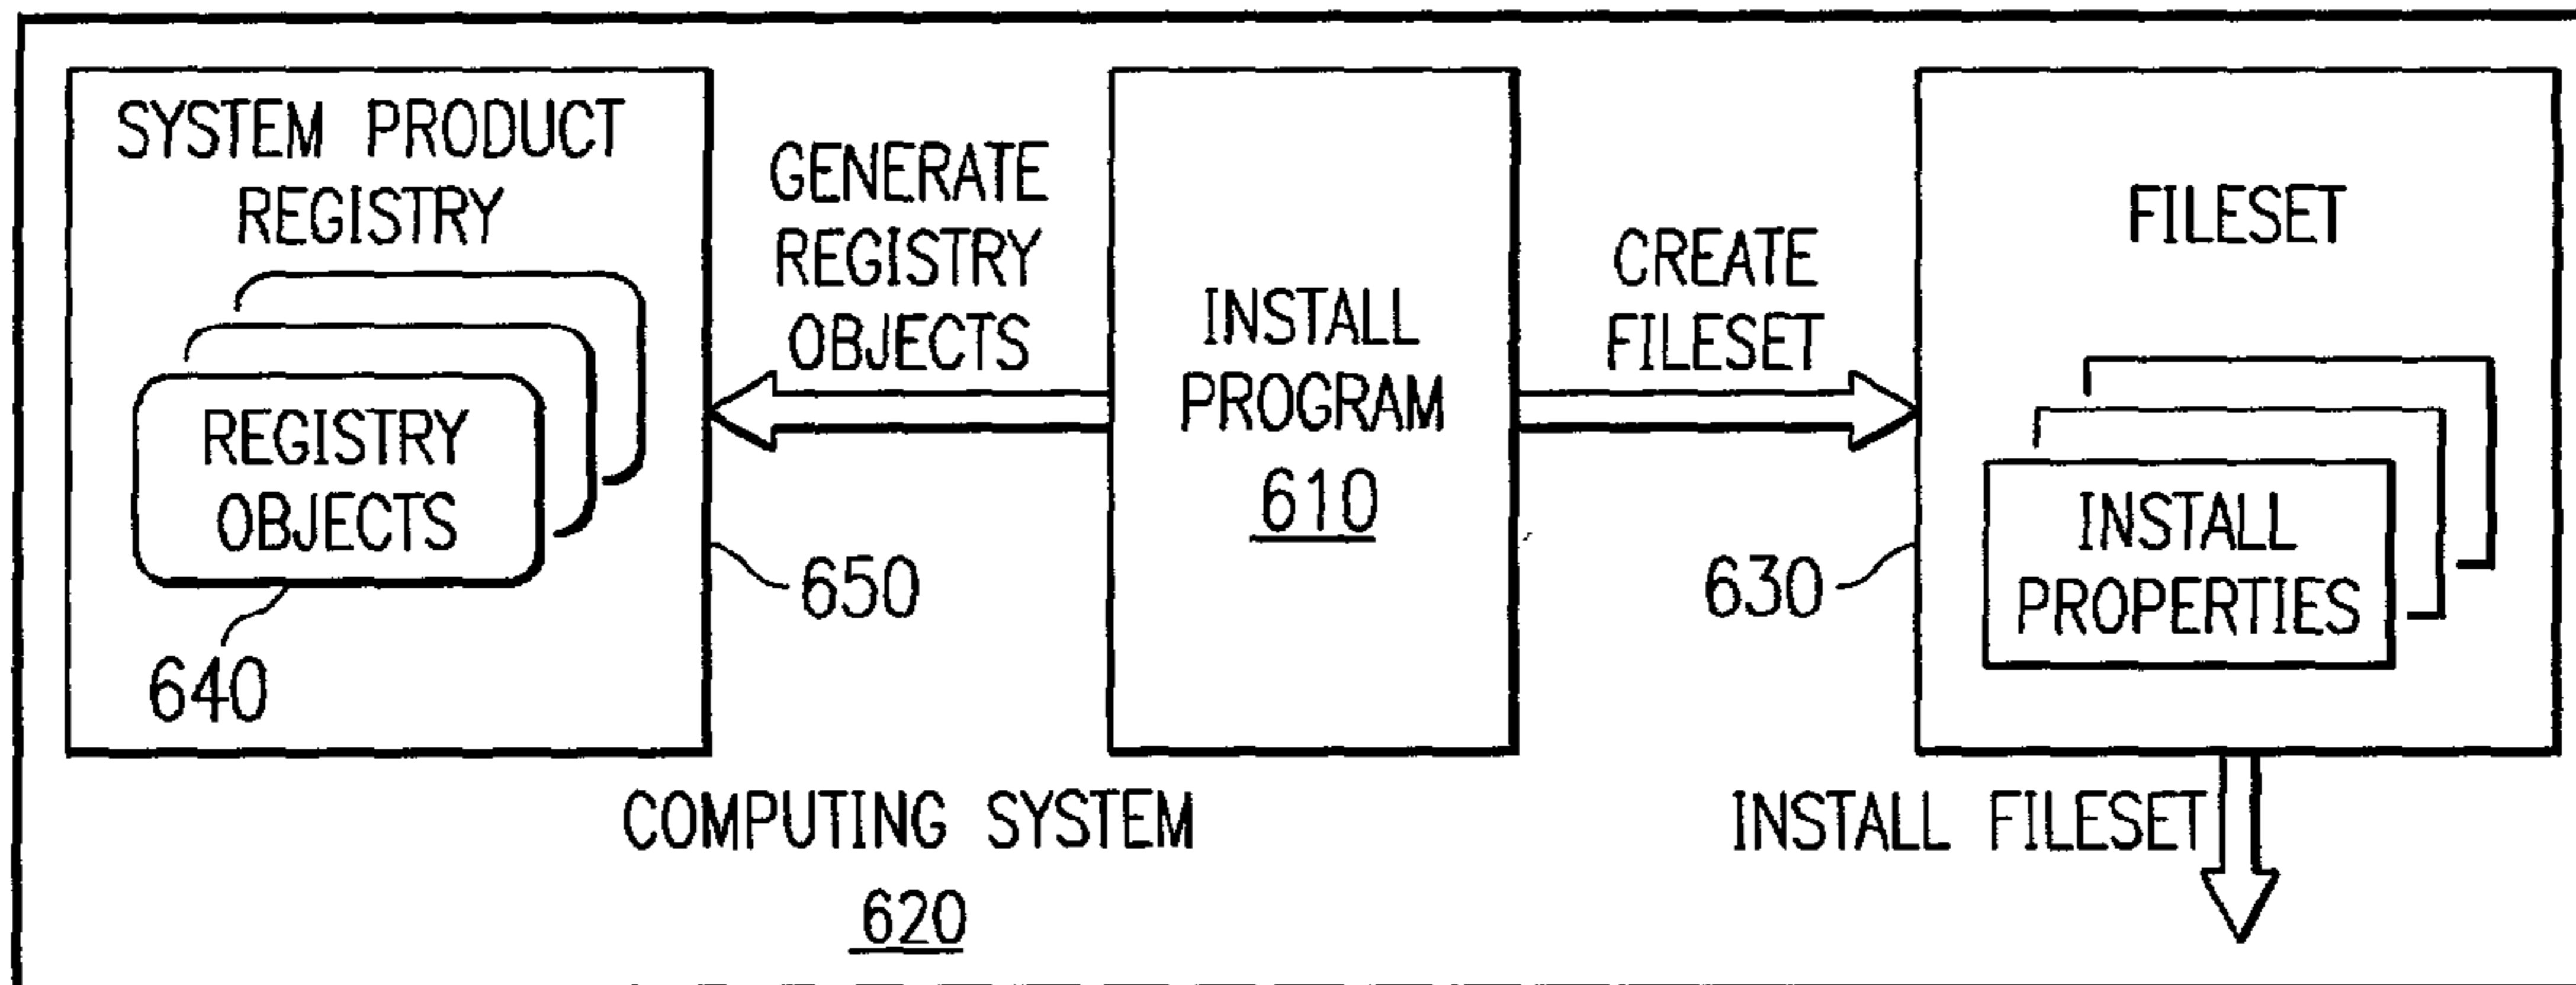 SYSTEM PRODUCT
REGISTRY
REGISTRY
OBJECTS
640
650
GENERATE
REGISTRY
OBJECTS
INSTALL
PROGRAM
610
CREATE
FILESET
FILESET
INSTALL
PROPERTIES
630
COMPUTING SYSTEM
620
INSTALL FILESET